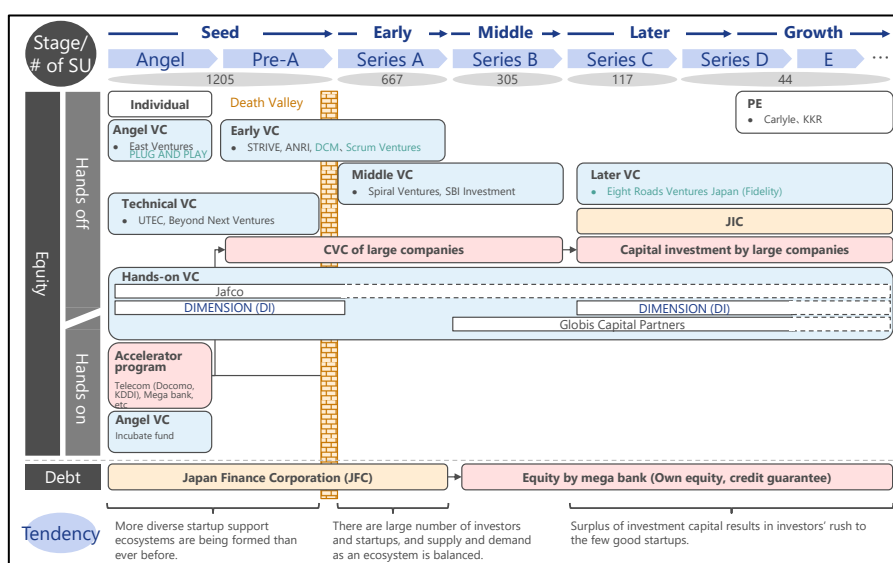 Stage/
# of SU
Seed
Early
Middle
Later
Growth
Angel
Pre-A
Series A
Series B
Series C
Series D
E
...
1205
667
305
117
44
Equity
Hands off
Hands on
Individual
Death Valley
PE
• Carlyle、KKR
Angel VC
• East Ventures
PLUG AND PLAY
Early VC
• STRIVE, ANRI, DCM、Scrum Ventures
Middle VC
• Spiral Ventures, SBI Investment
Later VC
• Eight Roads Ventures Japan (Fidelity)
Technical VC
• UTEC, Beyond Next Ventures
JIC
CVC of large companies
Capital investment by large companies
Hands-on VC
Jafco
DIMENSION (DI)
DIMENSION (DI)
Globis Capital Partners
Accelerator
program
Telecom (Docomo,
KDDI), Mega bank,
etc
Angel VC
Incubate fund
Debt
Japan Finance Corporation (JFC)
Equity by mega bank (Own equity, credit guarantee)
Tendency
More diverse startup support
ecosystems are being formed than
ever before.
There are large number of investors
and startups, and supply and demand
as an ecosystem is balanced.
Surplus of investment capital results in investors' rush to
the few good startups.